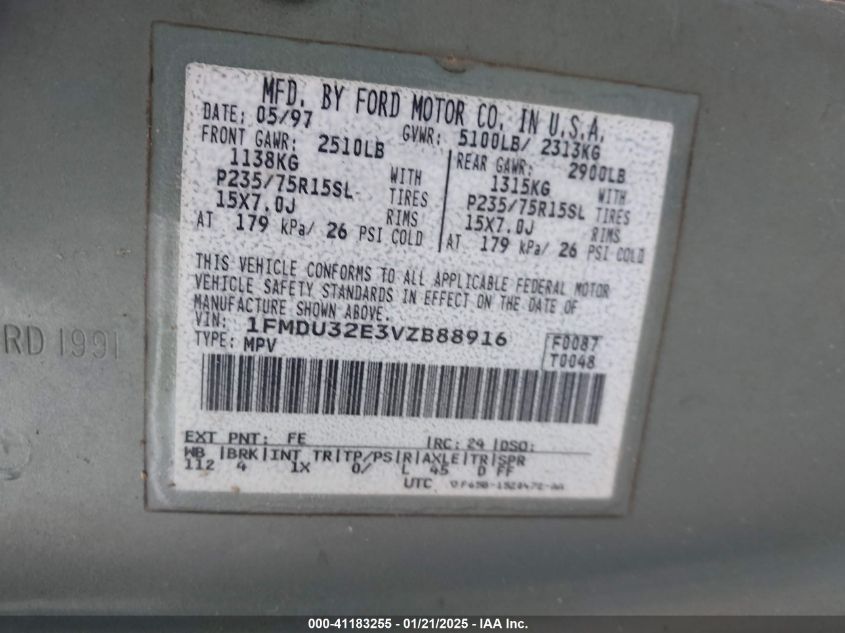 MFD. BY FORD MOTOR CO. IN U.S.A.
DATE: 05/97 GVWR: 5100LB/ 2313KG
FRONT GAWR: 2510LB
1138KG WITH
P235/75R15SL TIRES
15X7.0J RIMS
AT 179 kPa/ 26 PSI COLD
REAR GAWR: 2900LB
1315KG WITH
P235/75R15SL TIRES
15X7.0J RIMS
AT 179 kPa/ 26 PSI COLD
THIS VEHICLE CONFORMS TO ALL APPLICABLE FEDERAL MOTOR
VEHICLE SAFETY STANDARDS IN EFFECT ON THE DATE OF
MANUFACTURE SHOWN ABOVE.
VIN: 1FMDU32E3VZB88916
TYPE: MPV
F0087
T0048
EXT PNT: FE |RC: 24 |DSO:
WB |BRK|INT TR|TP/PS|R|AXLE|TR|SPR
112 4 1X 0/ L 45 D FF
UTC
RD 1991
000-41183255 — 01/21/2025 — IAA Inc.